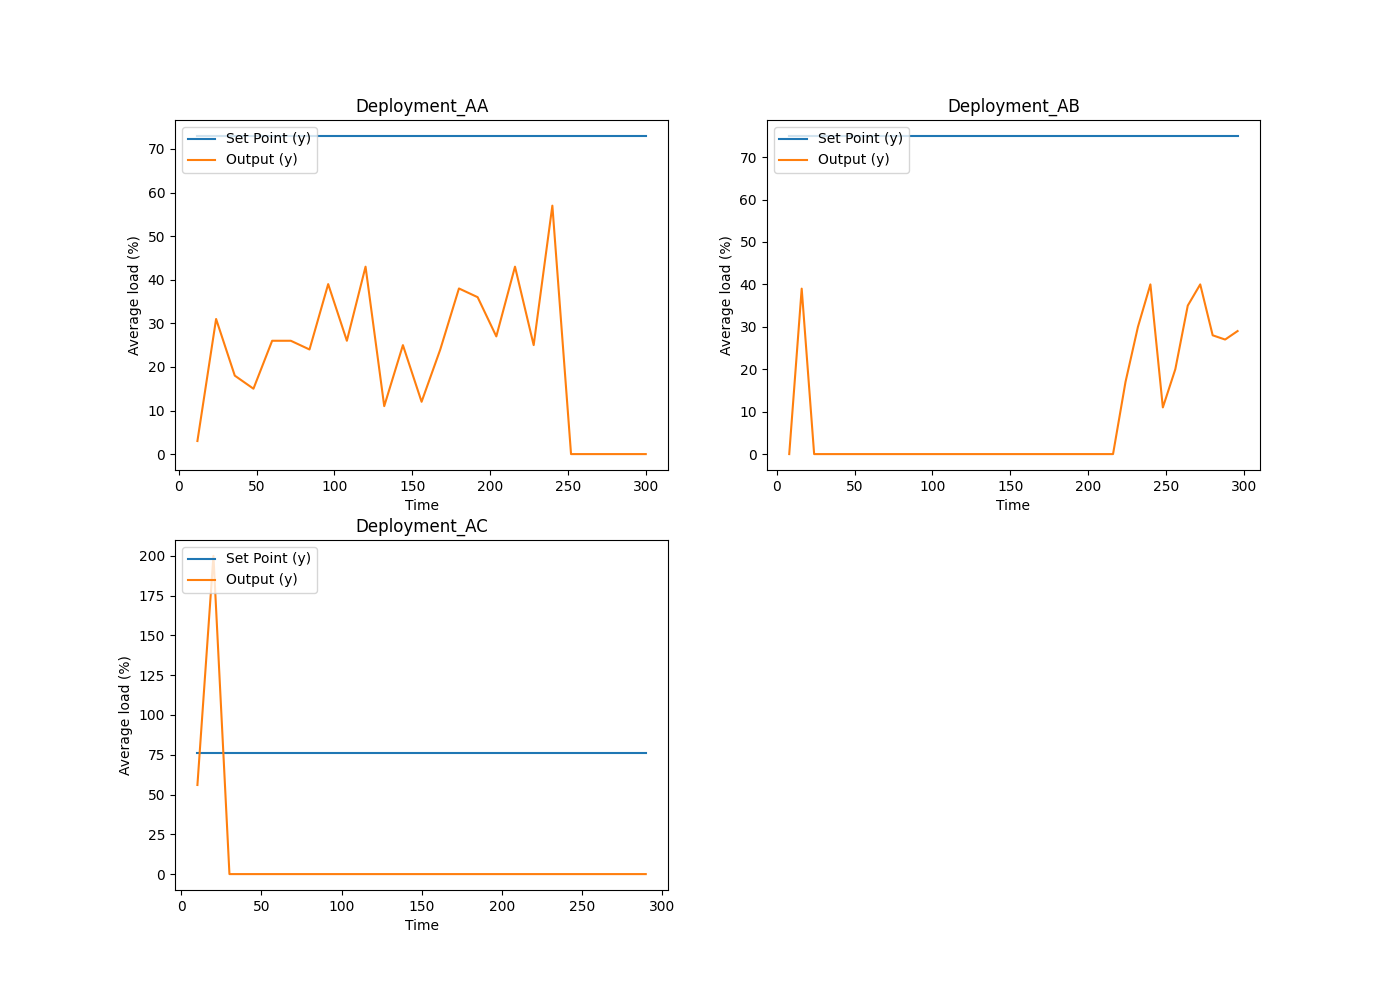 Deployment_AA
Set Point (y)
Output (y)
Average load (%)
70
60
50
40
30
20
10
0
0 50 100 150 200 250 300
Time
Deployment_AB
Set Point (y)
Output (y)
Average load (%)
70
60
50
40
30
20
10
0
0 50 100 150 200 250 300
Time
Deployment_AC
Set Point (y)
Output (y)
Average load (%)
200
175
150
125
100
75
50
25
0
0 50 100 150 200 250 300
Time